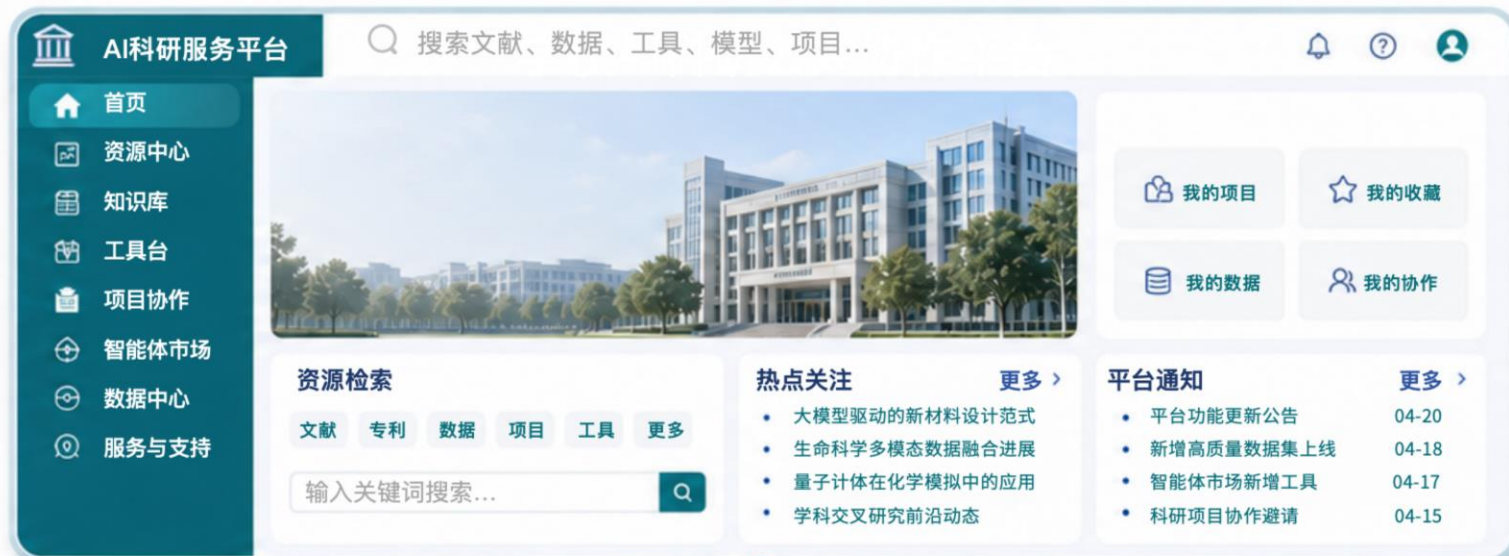 AI科研服务平台
搜索文献、数据、工具、模型、项目...
首页
资源中心
知识库
工具台
项目协作
智能体市场
数据中心
服务与支持
我的项目
我的收藏
我的数据
我的协作
资源检索
文献 专利 数据 项目 工具 更多
输入关键词搜索...
热点关注 更多 >
• 大模型驱动的新材料设计范式
• 生命科学多模态数据融合进展
• 量子计体在化学模拟中的应用
• 学科交叉研究前沿动态
平台通知 更多 >
• 平台功能更新公告 04-20
• 新增高质量数据集上线 04-18
• 智能体市场新增工具 04-17
• 科研项目协作避请 04-15